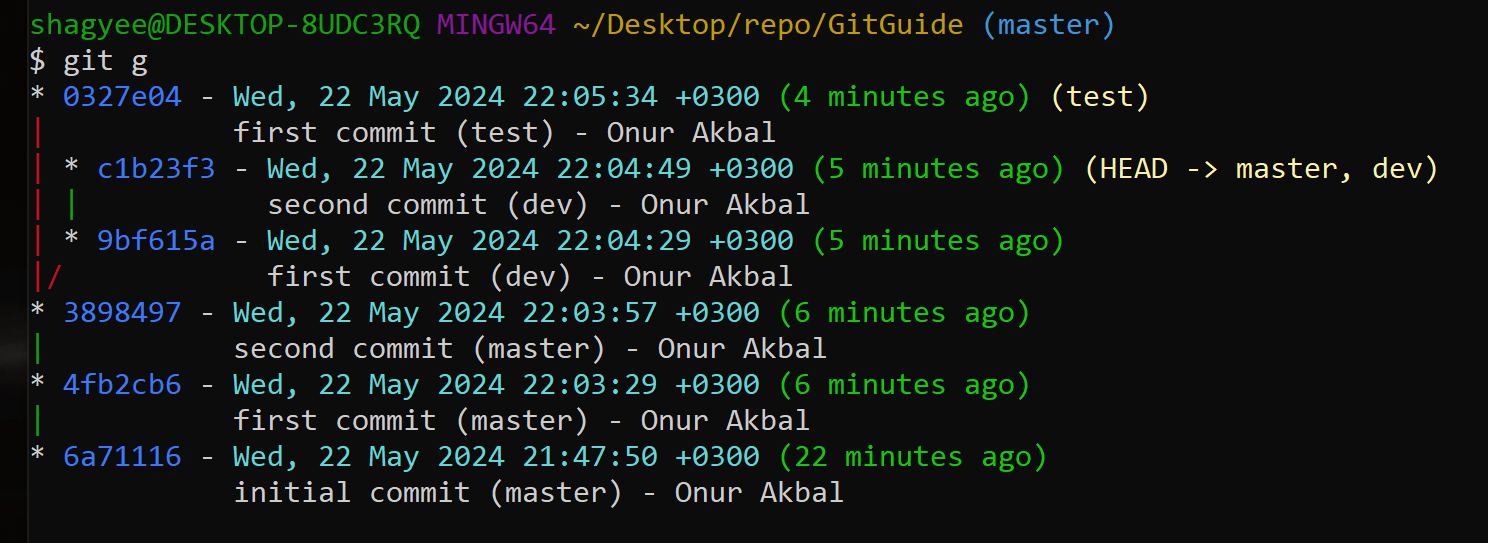 shagyee@DESKTOP-8UDC3RQ MINGW64 ~/Desktop/repo/GitGuide (master)
$ git g
* 0327e04 - Wed, 22 May 2024 22:05:34 +0300 (4 minutes ago) (test)
|           first commit (test) - Onur Akbal
| * c1b23f3 - Wed, 22 May 2024 22:04:49 +0300 (5 minutes ago) (HEAD -> master, dev)
| |           second commit (dev) - Onur Akbal
| * 9bf615a - Wed, 22 May 2024 22:04:29 +0300 (5 minutes ago)
|/            first commit (dev) - Onur Akbal
* 3898497 - Wed, 22 May 2024 22:03:57 +0300 (6 minutes ago)
|           second commit (master) - Onur Akbal
* 4fb2cb6 - Wed, 22 May 2024 22:03:29 +0300 (6 minutes ago)
|           first commit (master) - Onur Akbal
* 6a71116 - Wed, 22 May 2024 21:47:50 +0300 (22 minutes ago)
            initial commit (master) - Onur Akbal